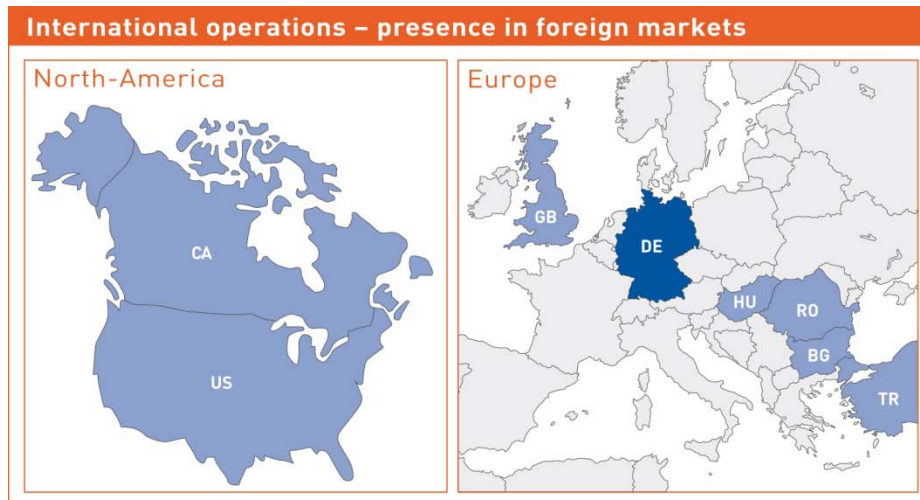 International operations – presence in foreign markets
North-America
CA
US
Europe
GB
DE
HU
RO
BG
TR